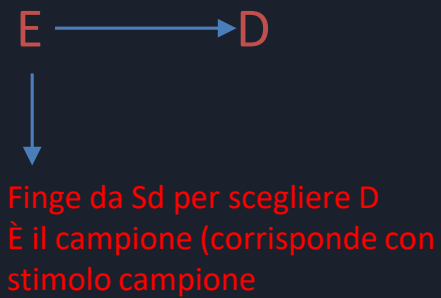 E D
Finge da Sd per scegliere D
È il campione (corrisponde con
stimolo campione